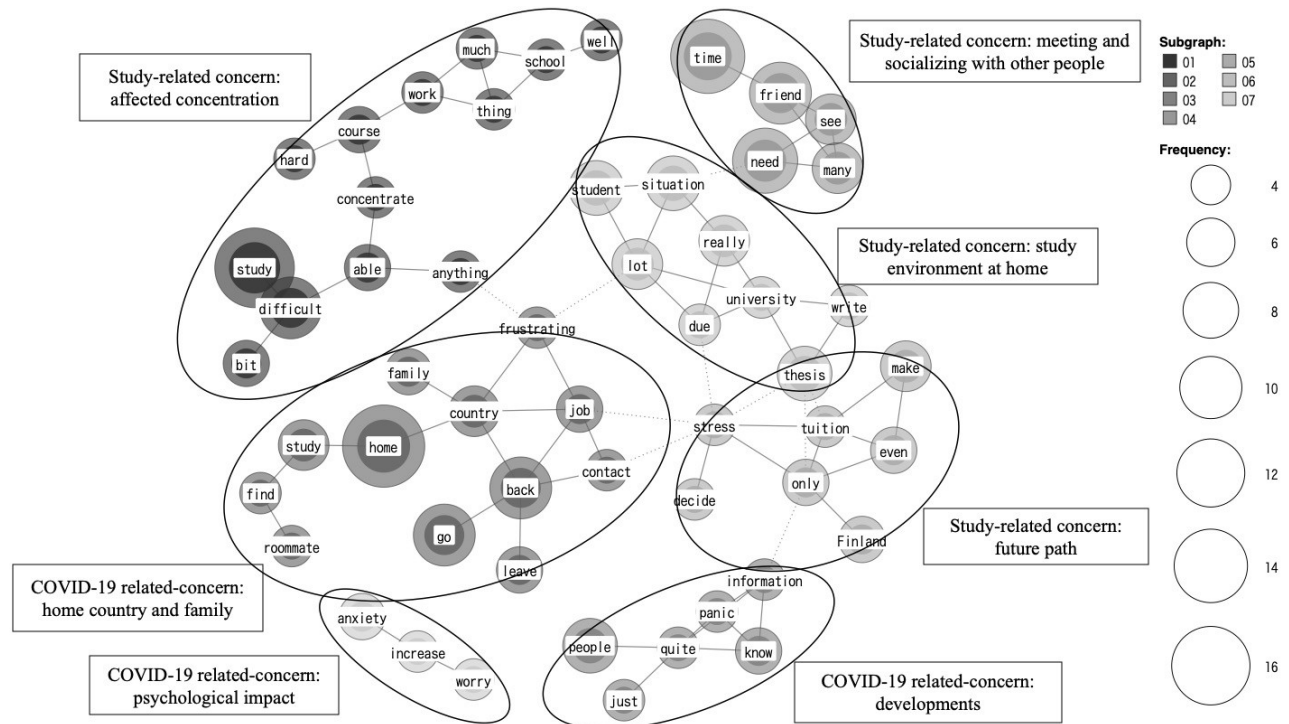 Study-related concern:
affected concentration
much
well
school
work
thing
course
hard
concentrate
study
able
anything
difficult
bit
time
friend
see
need
many
Study-related concern: meeting and
socializing with other people
student
situation
really
lot
university
due
write
thesis
Study-related concern: study
environment at home
frustrating
family
country
job
study
home
contact
find
back
roommate
go
leave
COVID-19 related-concern:
home country and family
make
stress
tuition
even
only
decide
Finland
Study-related concern:
future path
anxiety
increase
worry
COVID-19 related-concern:
psychological impact
information
panic
people
quite
know
just
COVID-19 related-concern:
developments
Subgraph:
01 05
02 06
03 07
04
Frequency:
4
6
8
10
12
14
16